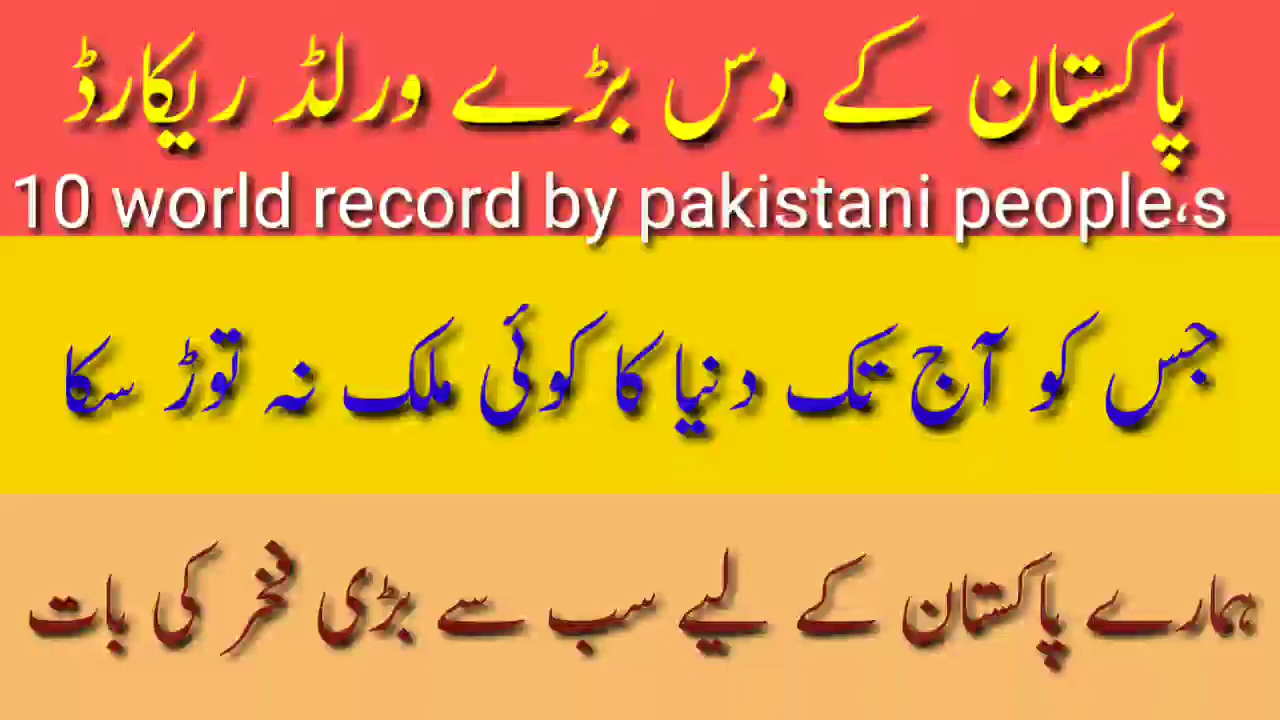 پاکستان کے دس بڑے ورلڈ ریکارڈ
10 world record by pakistani people،s
جس کو آج تک دنیا کا کوئی ملک نہ توڑ سکا
ہمارے پاکستان کے لیے سب سے بڑی فخر کی بات